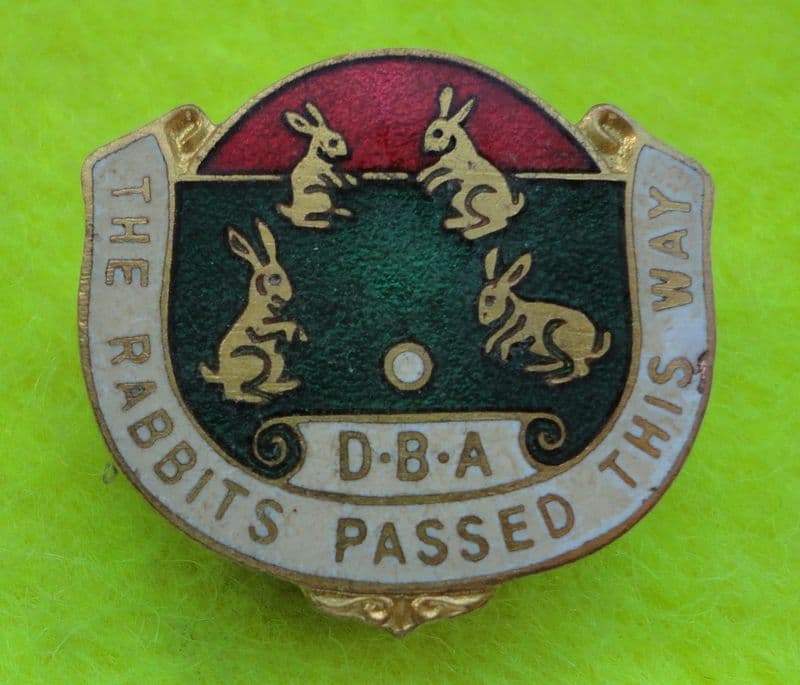 D·B·A
THE RABBITS PASSED THIS WAY